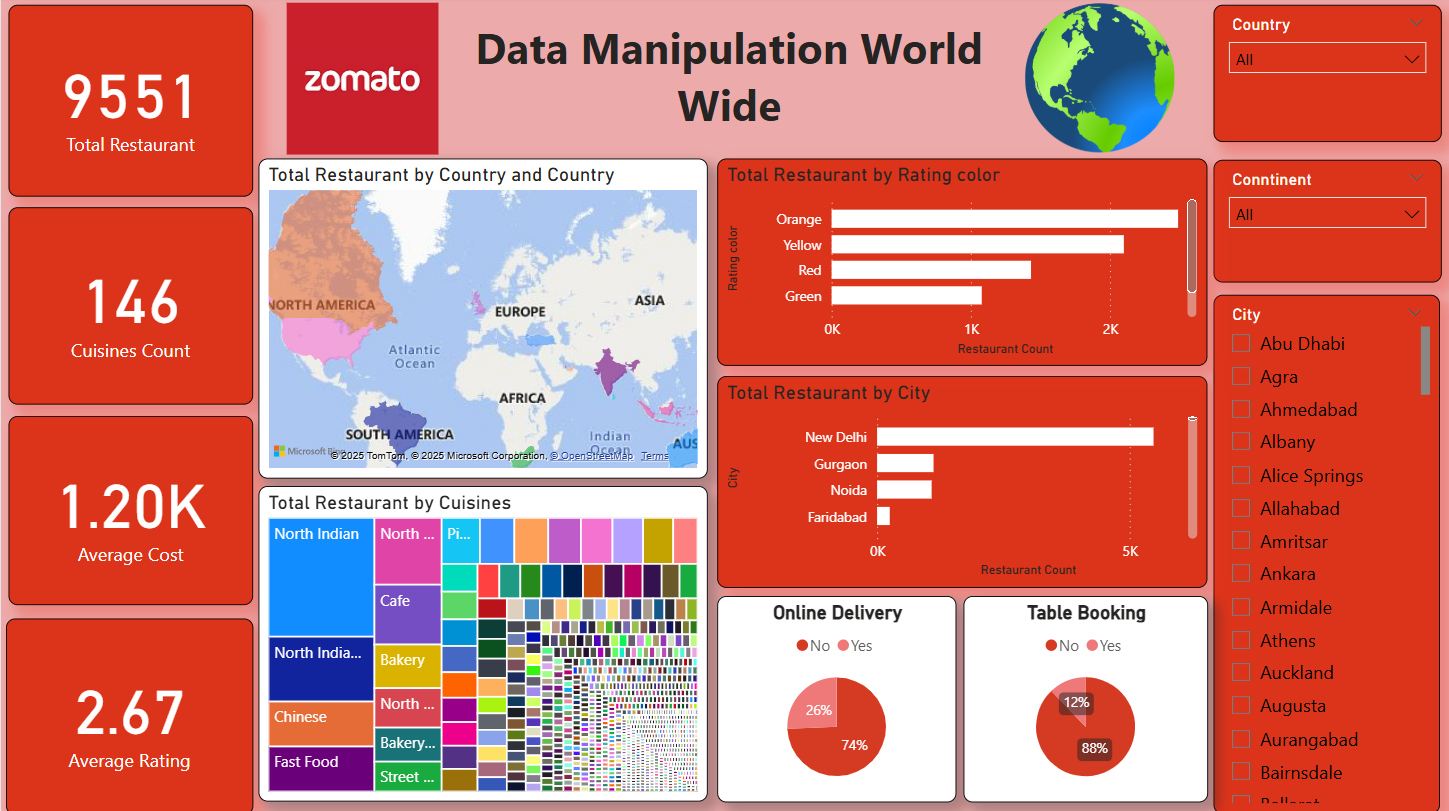 9551
Total Restaurant
146
Cuisines Count
1.20K
Average Cost
2.67
Average Rating
zomato
Data Manipulation World
Wide
Total Restaurant by Country and Country
NORTH AMERICA
EUROPE
ASIA
Atlantic
Ocean
AFRICA
SOUTH AMERICA
Indian
Ocean
AUS
Microsoft
© 2025 TomTom, © 2025 Microsoft Corporation, © OpenStreetMap Terms
Total Restaurant by Cuisines
North Indian
North India...
Chinese
Fast Food
North ...
Cafe
Bakery
North ...
Bakery...
Street ...
Pi...
Total Restaurant by Rating color
Rating color
Orange
Yellow
Red
Green
0K 1K 2K
Restaurant Count
Total Restaurant by City
City
New Delhi
Gurgaon
Noida
Faridabad
0K 5K
Restaurant Count
Online Delivery
No Yes
26%
74%
Table Booking
No Yes
12%
88%
Country
All
Conntinent
All
City
Abu Dhabi
Agra
Ahmedabad
Albany
Alice Springs
Allahabad
Amritsar
Ankara
Armidale
Athens
Auckland
Augusta
Aurangabad
Bairnsdale